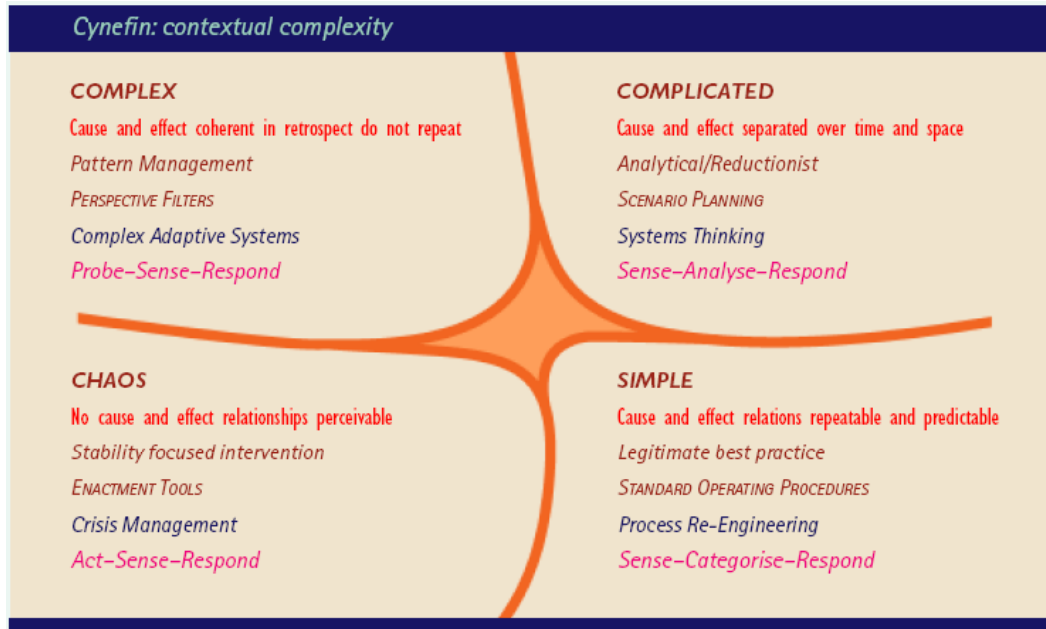 Cynefin: contextual complexity
COMPLEX
Cause and effect coherent in retrospect do not repeat
Pattern Management
PERSPECTIVE FILTERS
Complex Adaptive Systems
Probe–Sense–Respond
COMPLICATED
Cause and effect separated over time and space
Analytical/Reductionist
SCENARIO PLANNING
Systems Thinking
Sense–Analyse–Respond
CHAOS
No cause and effect relationships perceivable
Stability focused intervention
ENACTMENT TOOLS
Crisis Management
Act–Sense–Respond
SIMPLE
Cause and effect relations repeatable and predictable
Legitimate best practice
STANDARD OPERATING PROCEDURES
Process Re-Engineering
Sense–Categorise–Respond